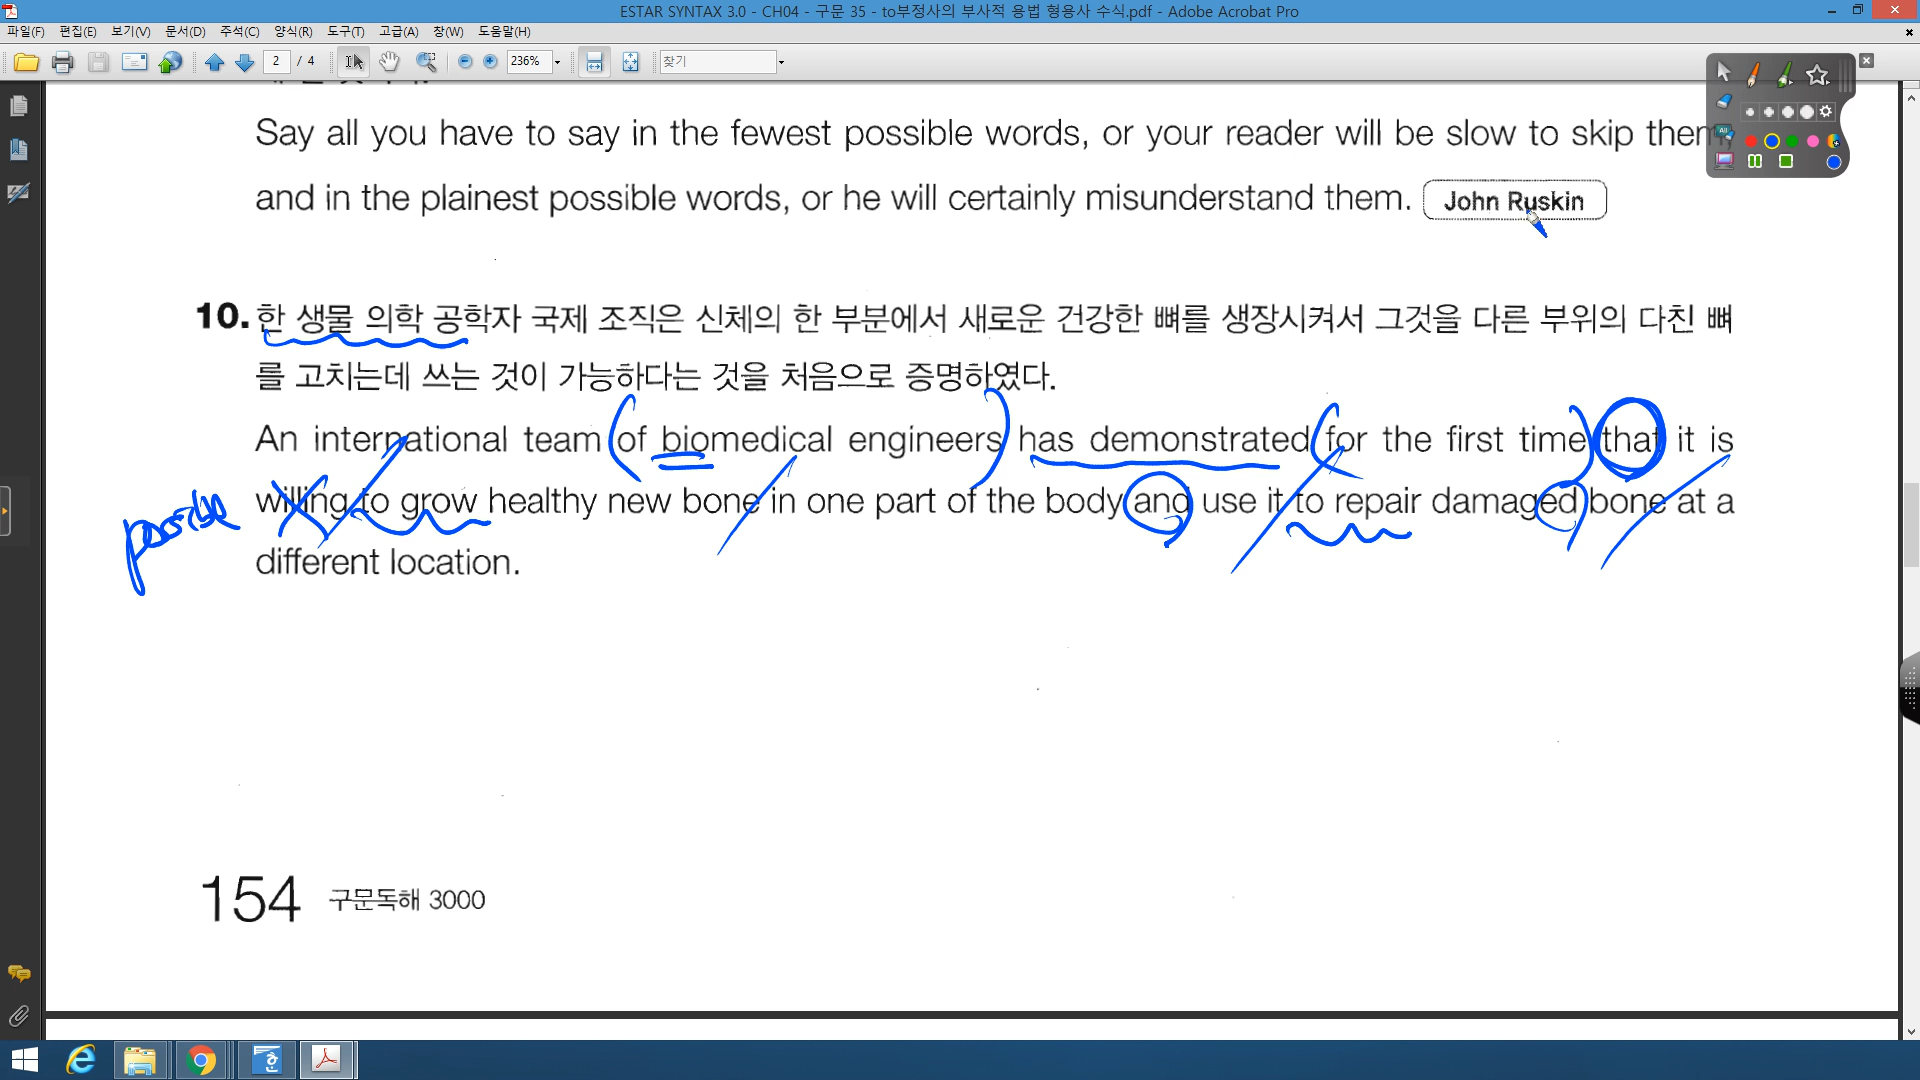 ESTAR SYNTAX 3.0 - CH04 - 구문 35 - to부정사의 부사적 용법 형용사 수식.pdf - Adobe Acrobat Pro
파일(F) 편집(E) 보기(V) 문서(D) 주석(C) 양식(R) 도구(T) 고급(A) 창(W) 도움말(H)
2 / 4 236% 찾기
Say all you have to say in the fewest possible words, or your reader will be slow to skip them,
and in the plainest possible words, or he will certainly misunderstand them. John Ruskin
10. 한 생물 의학 공학자 국제 조직은 신체의 한 부분에서 새로운 건강한 뼈를 생장시켜서 그것을 다른 부위의 다친 뼈
를 고치는데 쓰는 것이 가능하다는 것을 처음으로 증명하였다.
An international team of biomedical engineers has demonstrated for the first time that it is
willing to grow healthy new bone in one part of the body and use it to repair damaged bone at a
possible
different location.
154 구문독해 3000